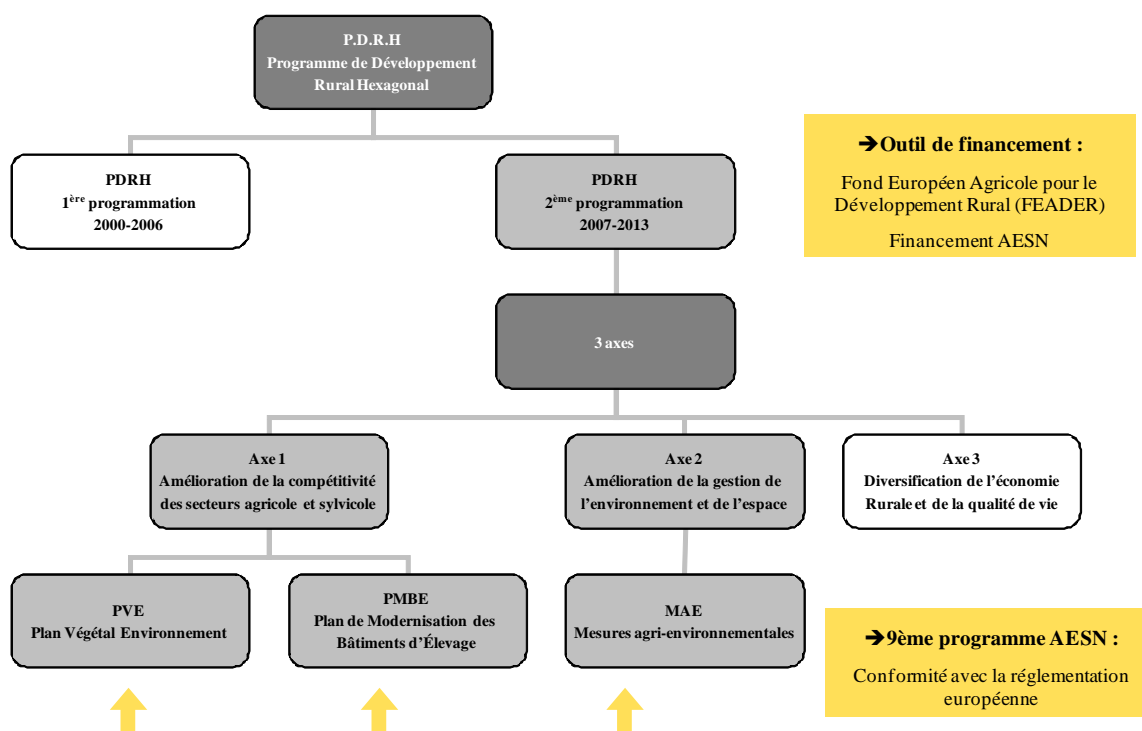 P.D.R.H
Programme de Développement
Rural Hexagonal
PDRH
1ère programmation
2000-2006
PDRH
2ème programmation
2007-2013
➔Outil de financement :
Fond Européen Agricole pour le
Développement Rural (FEADER)
Financement AESN
3 axes
Axe 1
Amélioration de la compétitivité
des secteurs agricole et sylvicole
Axe 2
Amélioration de la gestion de
l’environnement et de l’espace
Axe 3
Diversification de l’économie
Rurale et de la qualité de vie
PVE
Plan Végétal Environnement
PMBE
Plan de Modernisation des
Bâtiments d’Élevage
MAE
Mesures agri-environnementales
➔9ème programme AESN :
Conformité avec la réglementation
européenne